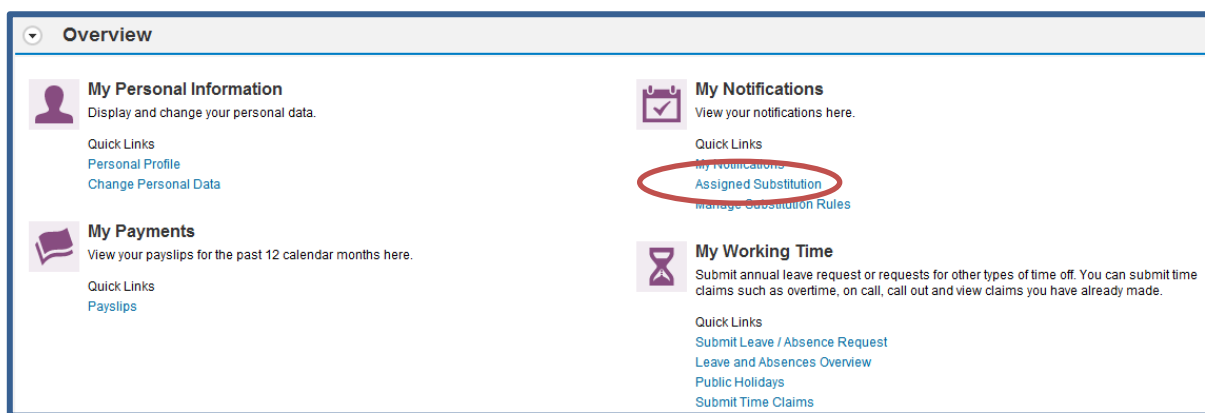 Overview
My Personal Information
Display and change your personal data.
Quick Links
Personal Profile
Change Personal Data
My Payments
View your payslips for the past 12 calendar months here.
Quick Links
Payslips
My Notifications
View your notifications here.
Quick Links
My Notifications
Assigned Substitution
Manage Substitution Rules
My Working Time
Submit annual leave request or requests for other types of time off. You can submit time
claims such as overtime, on call, call out and view claims you have already made.
Quick Links
Submit Leave / Absence Request
Leave and Absences Overview
Public Holidays
Submit Time Claims